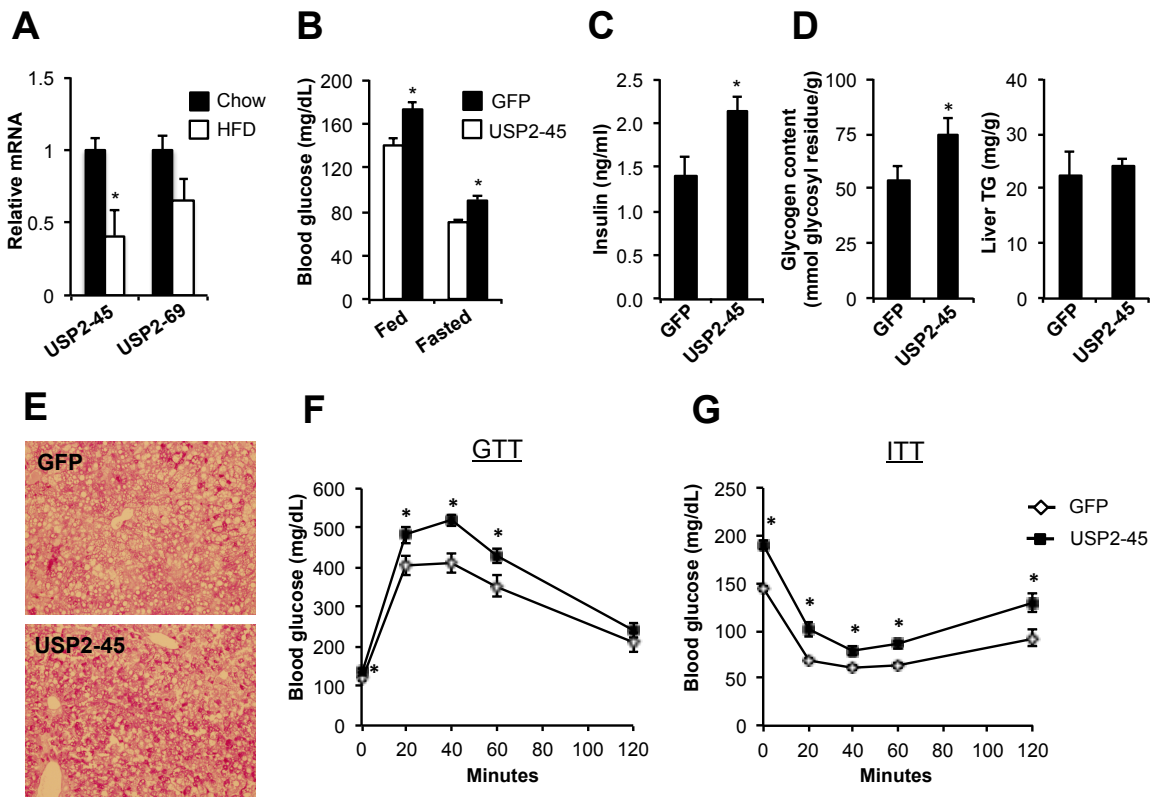 A
Relative mRNA
1.5
1
0.5
0
Chow
HFD
*
USP2-45
USP2-69
B
Blood glucose (mg/dL)
200
160
120
80
40
0
GFP
USP2-45
*
*
Fed
Fasted
C
Insulin (ng/ml)
2.5
2.0
1.5
1.0
0.5
0.0
*
GFP
USP2-45
D
Glycogen content
(mmol glycosyl residue/g)
100
75
50
25
0
*
GFP
USP2-45
Liver TG (mg/g)
40
30
20
10
0
GFP
USP2-45
E
GFP
USP2-45
F
GTT
Blood glucose (mg/dL)
600
500
400
300
200
100
0
* * * *
0 20 40 60 80 100 120
Minutes
G
ITT
Blood glucose (mg/dL)
250
200
150
100
50
0
* * * * *
GFP
USP2-45
0 20 40 60 80 100 120
Minutes